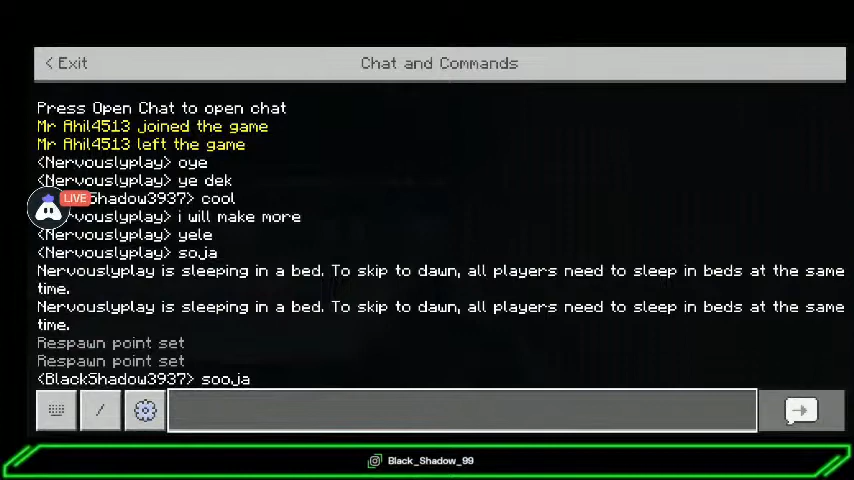 < Exit
Chat and Commands
Press Open Chat to open chat
Mr Ahil4513 joined the game
Mr Ahil4513 left the game
<Nervouslyplay> oye
<Nervouslyplay> ye dek
LIVE
Shadow3937> cool
rvouslyplay> i will make more
<Nervouslyplay> yele
<Nervouslyplay> soja
Nervouslyplay is sleeping in a bed. To skip to dawn, all players need to sleep in beds at the same
time.
Nervouslyplay is sleeping in a bed. To skip to dawn, all players need to sleep in beds at the same
time.
Respawn point set
Respawn point set
<BlackShadow3937> sooja
/
Black_Shadow_99